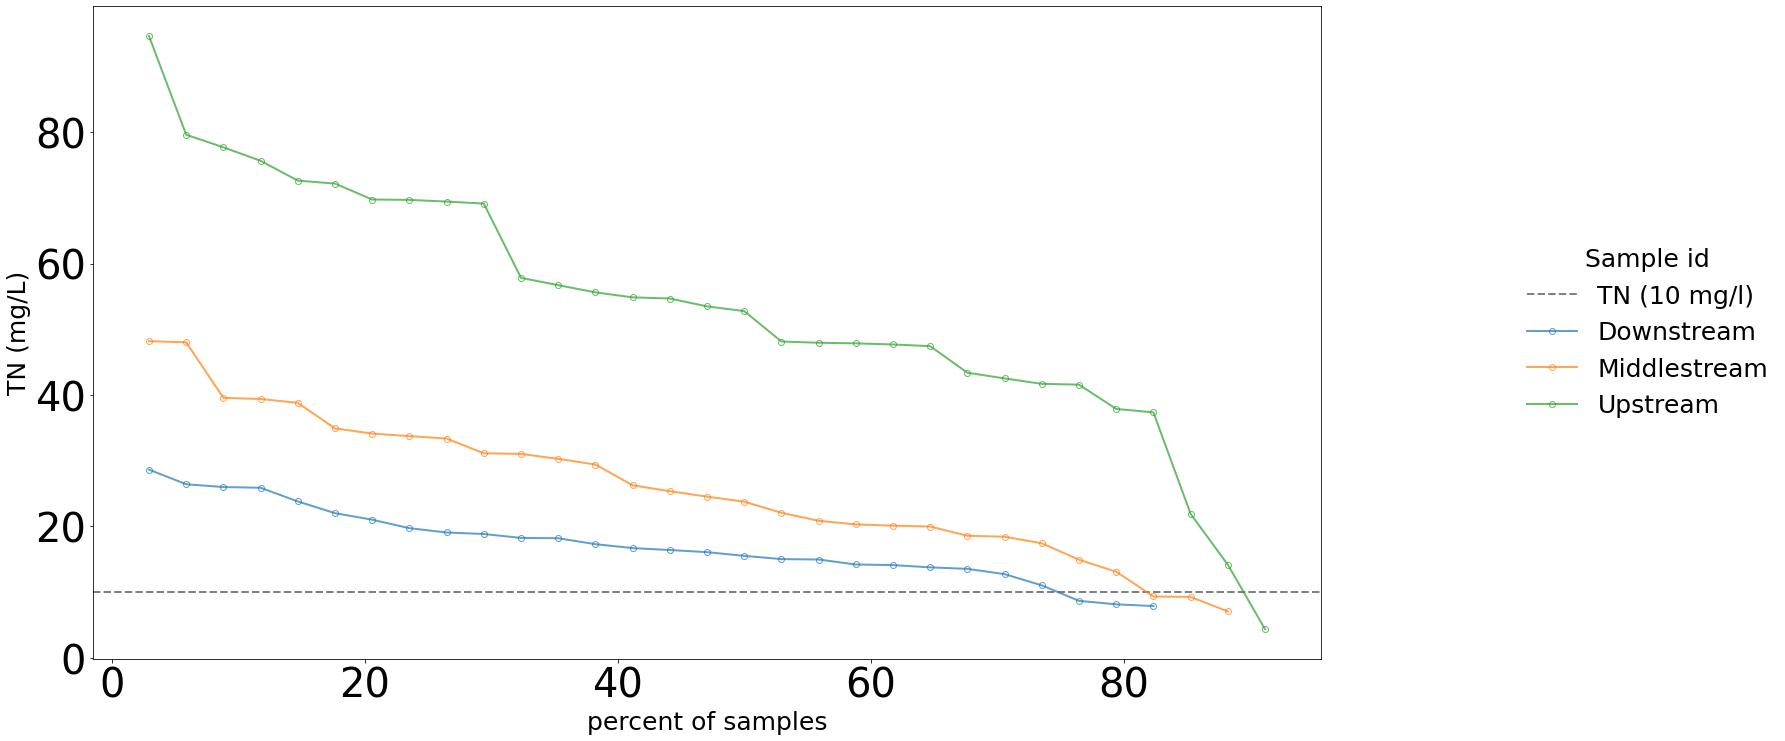 80
60
40
20
0
TN (mg/L)
0 20 40 60 80
percent of samples
Sample id
TN (10 mg/l)
Downstream
Middlestream
Upstream